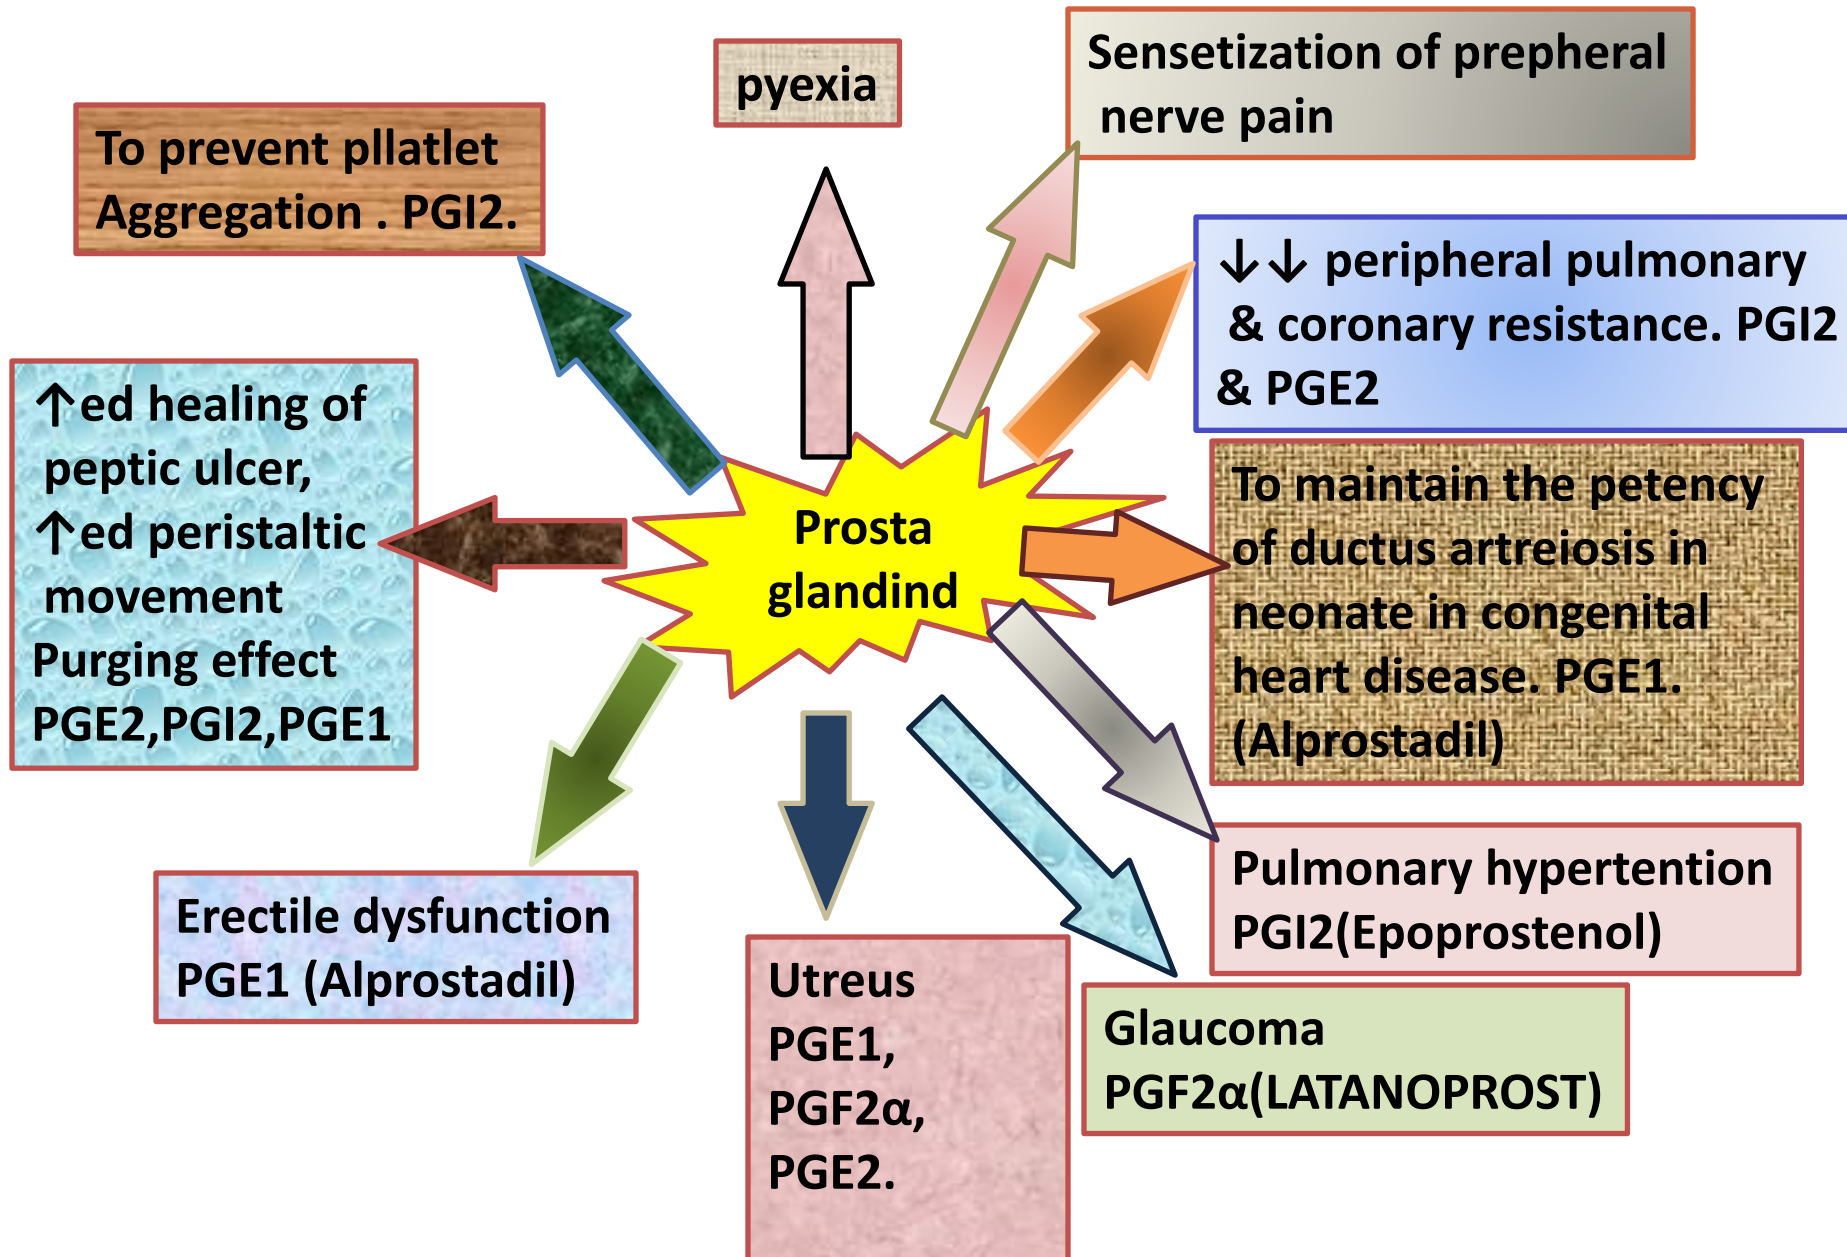 pyexia
Sensetization of prepheral
nerve pain
To prevent pllatlet
Aggregation . PGI2.
↓↓ peripheral pulmonary
& coronary resistance. PGI2
& PGE2
↑ed healing of
peptic ulcer,
↑ed peristaltic
movement
Purging effect
PGE2,PGI2,PGE1
Prosta
glandind
To maintain the petency
of ductus artreiosis in
neonate in congenital
heart disease. PGE1.
(Alprostadil)
Pulmonary hypertention
PGI2(Epoprostenol)
Erectile dysfunction
PGE1 (Alprostadil)
Utreus
PGE1,
PGF2α,
PGE2.
Glaucoma
PGF2α(LATANOPROST)